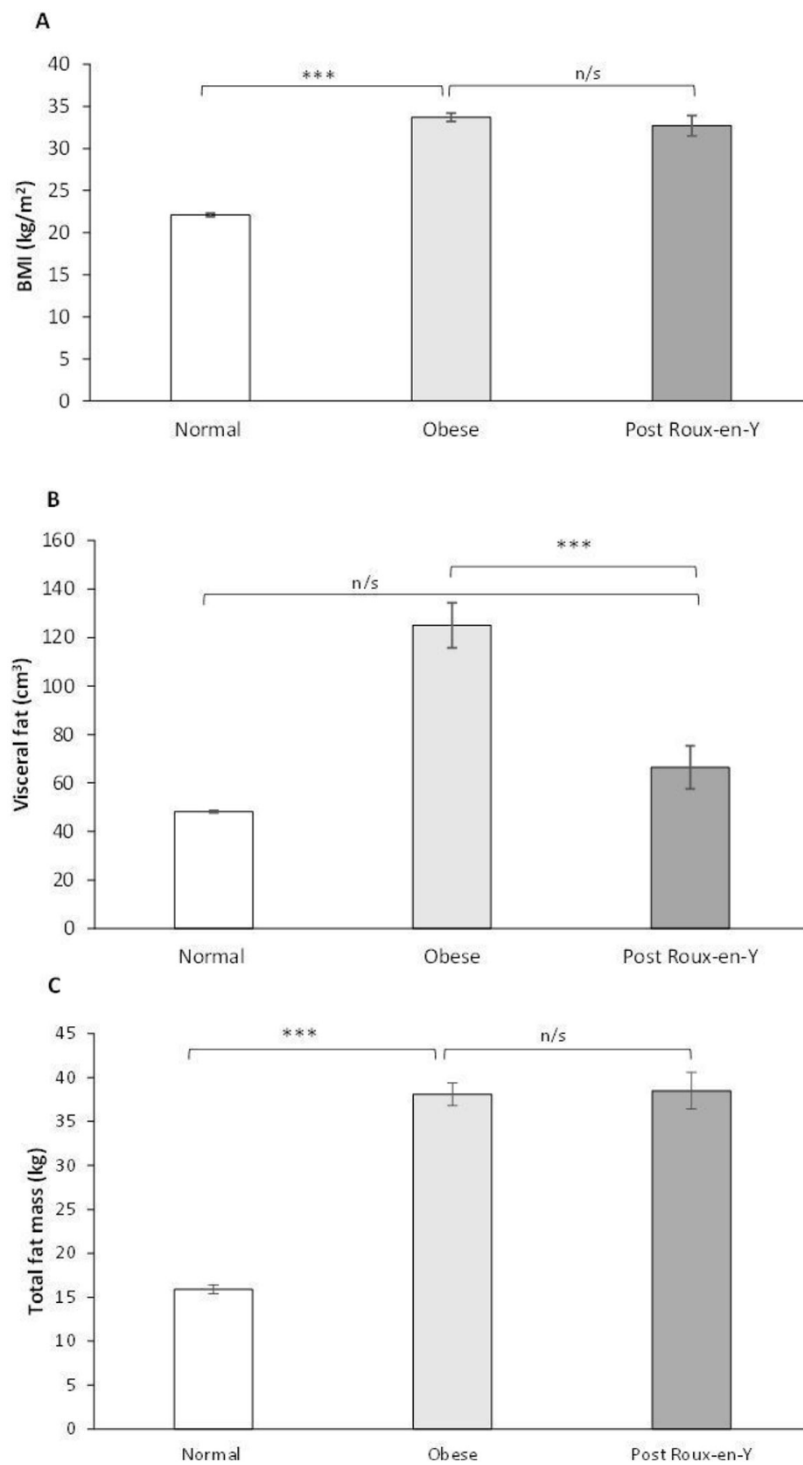 A
BMI (kg/m²)
40
35
30
25
20
15
10
5
0
***
n/s
Normal Obese Post Roux-en-Y
B
Visceral fat (cm³)
160
140
120
100
80
60
40
20
0
***
n/s
Normal Obese Post Roux-en-Y
C
Total fat mass (kg)
45
40
35
30
25
20
15
10
5
0
***
n/s
Normal Obese Post Roux-en-Y